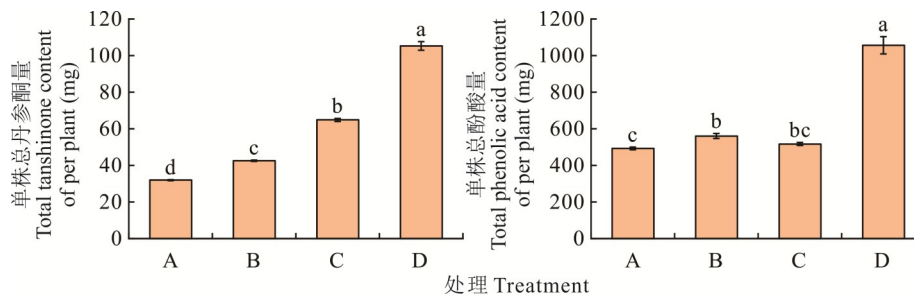 单株总丹参酮量
Total tanshinone content
of per plant (mg)
120
100
80
60
40
20
0
d
c
b
a
A B C D
单株总酚酸量
Total phenolic acid content
of per plant (mg)
1200
1000
800
600
400
200
0
c
b
bc
a
A B C D
处理 Treatment